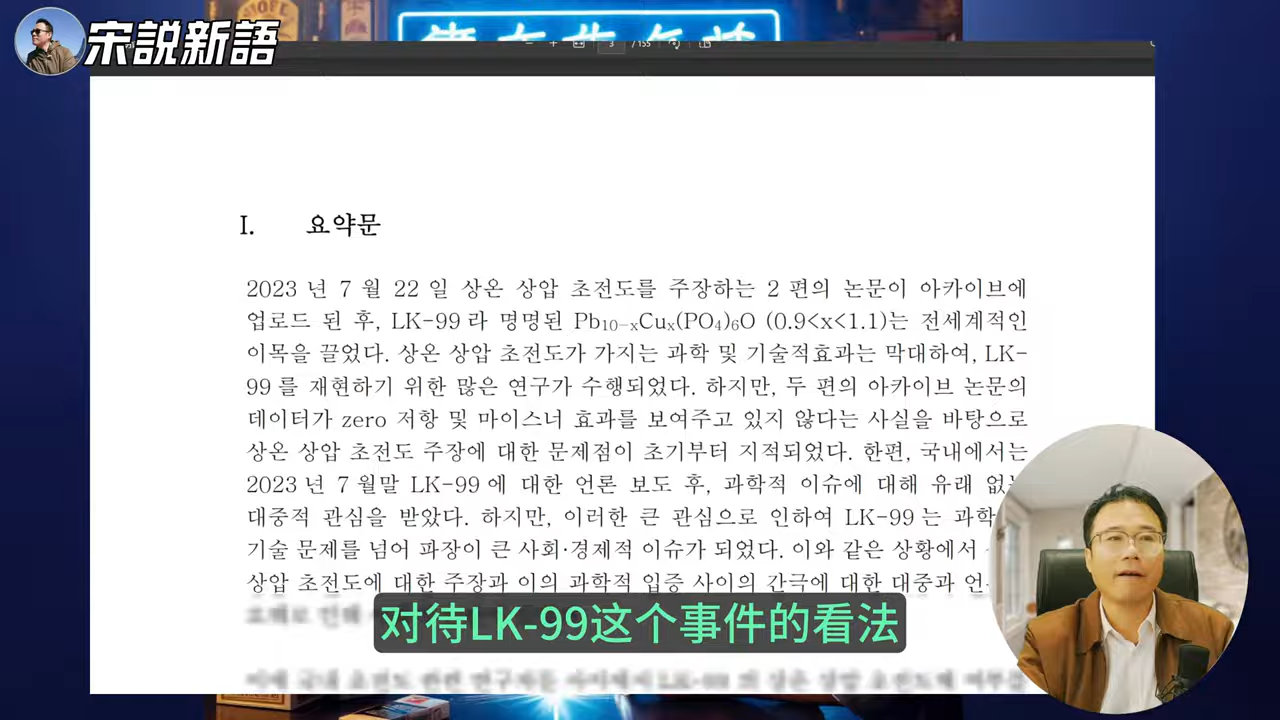 宋説新語
3 / 155
I. 요약문
2023 년 7 월 22 일 상온 상압 초전도를 주장하는 2 편의 논문이 아카이브에
업로드 된 후, LK-99 라 명명된 Pb₁₀₋ₓCuₓ(PO₄)₆O (0.9<x<1.1)는 전세계적인
이목을 끌었다. 상온 상압 초전도가 가지는 과학 및 기술적효과는 막대하여, LK-
99 를 재현하기 위한 많은 연구가 수행되었다. 하지만, 두 편의 아카이브 논문의
데이터가 zero 저항 및 마이스너 효과를 보여주고 있지 않다는 사실을 바탕으로
상온 상압 초전도 주장에 대한 문제점이 초기부터 지적되었다. 한편, 국내에서는
2023 년 7 월말 LK-99 에 대한 언론 보도 후, 과학적 이슈에 대해 유래 없는
대중적 관심을 받았다. 하지만, 이러한 큰 관심으로 인하여 LK-99 는 과학
기술 문제를 넘어 파장이 큰 사회·경제적 이슈가 되었다. 이와 같은 상황에서
상압 초전도에 대한 주장과 이의 과학적 입증 사이의 간극에 대한 대중과
对待LK-99这个事件的看法